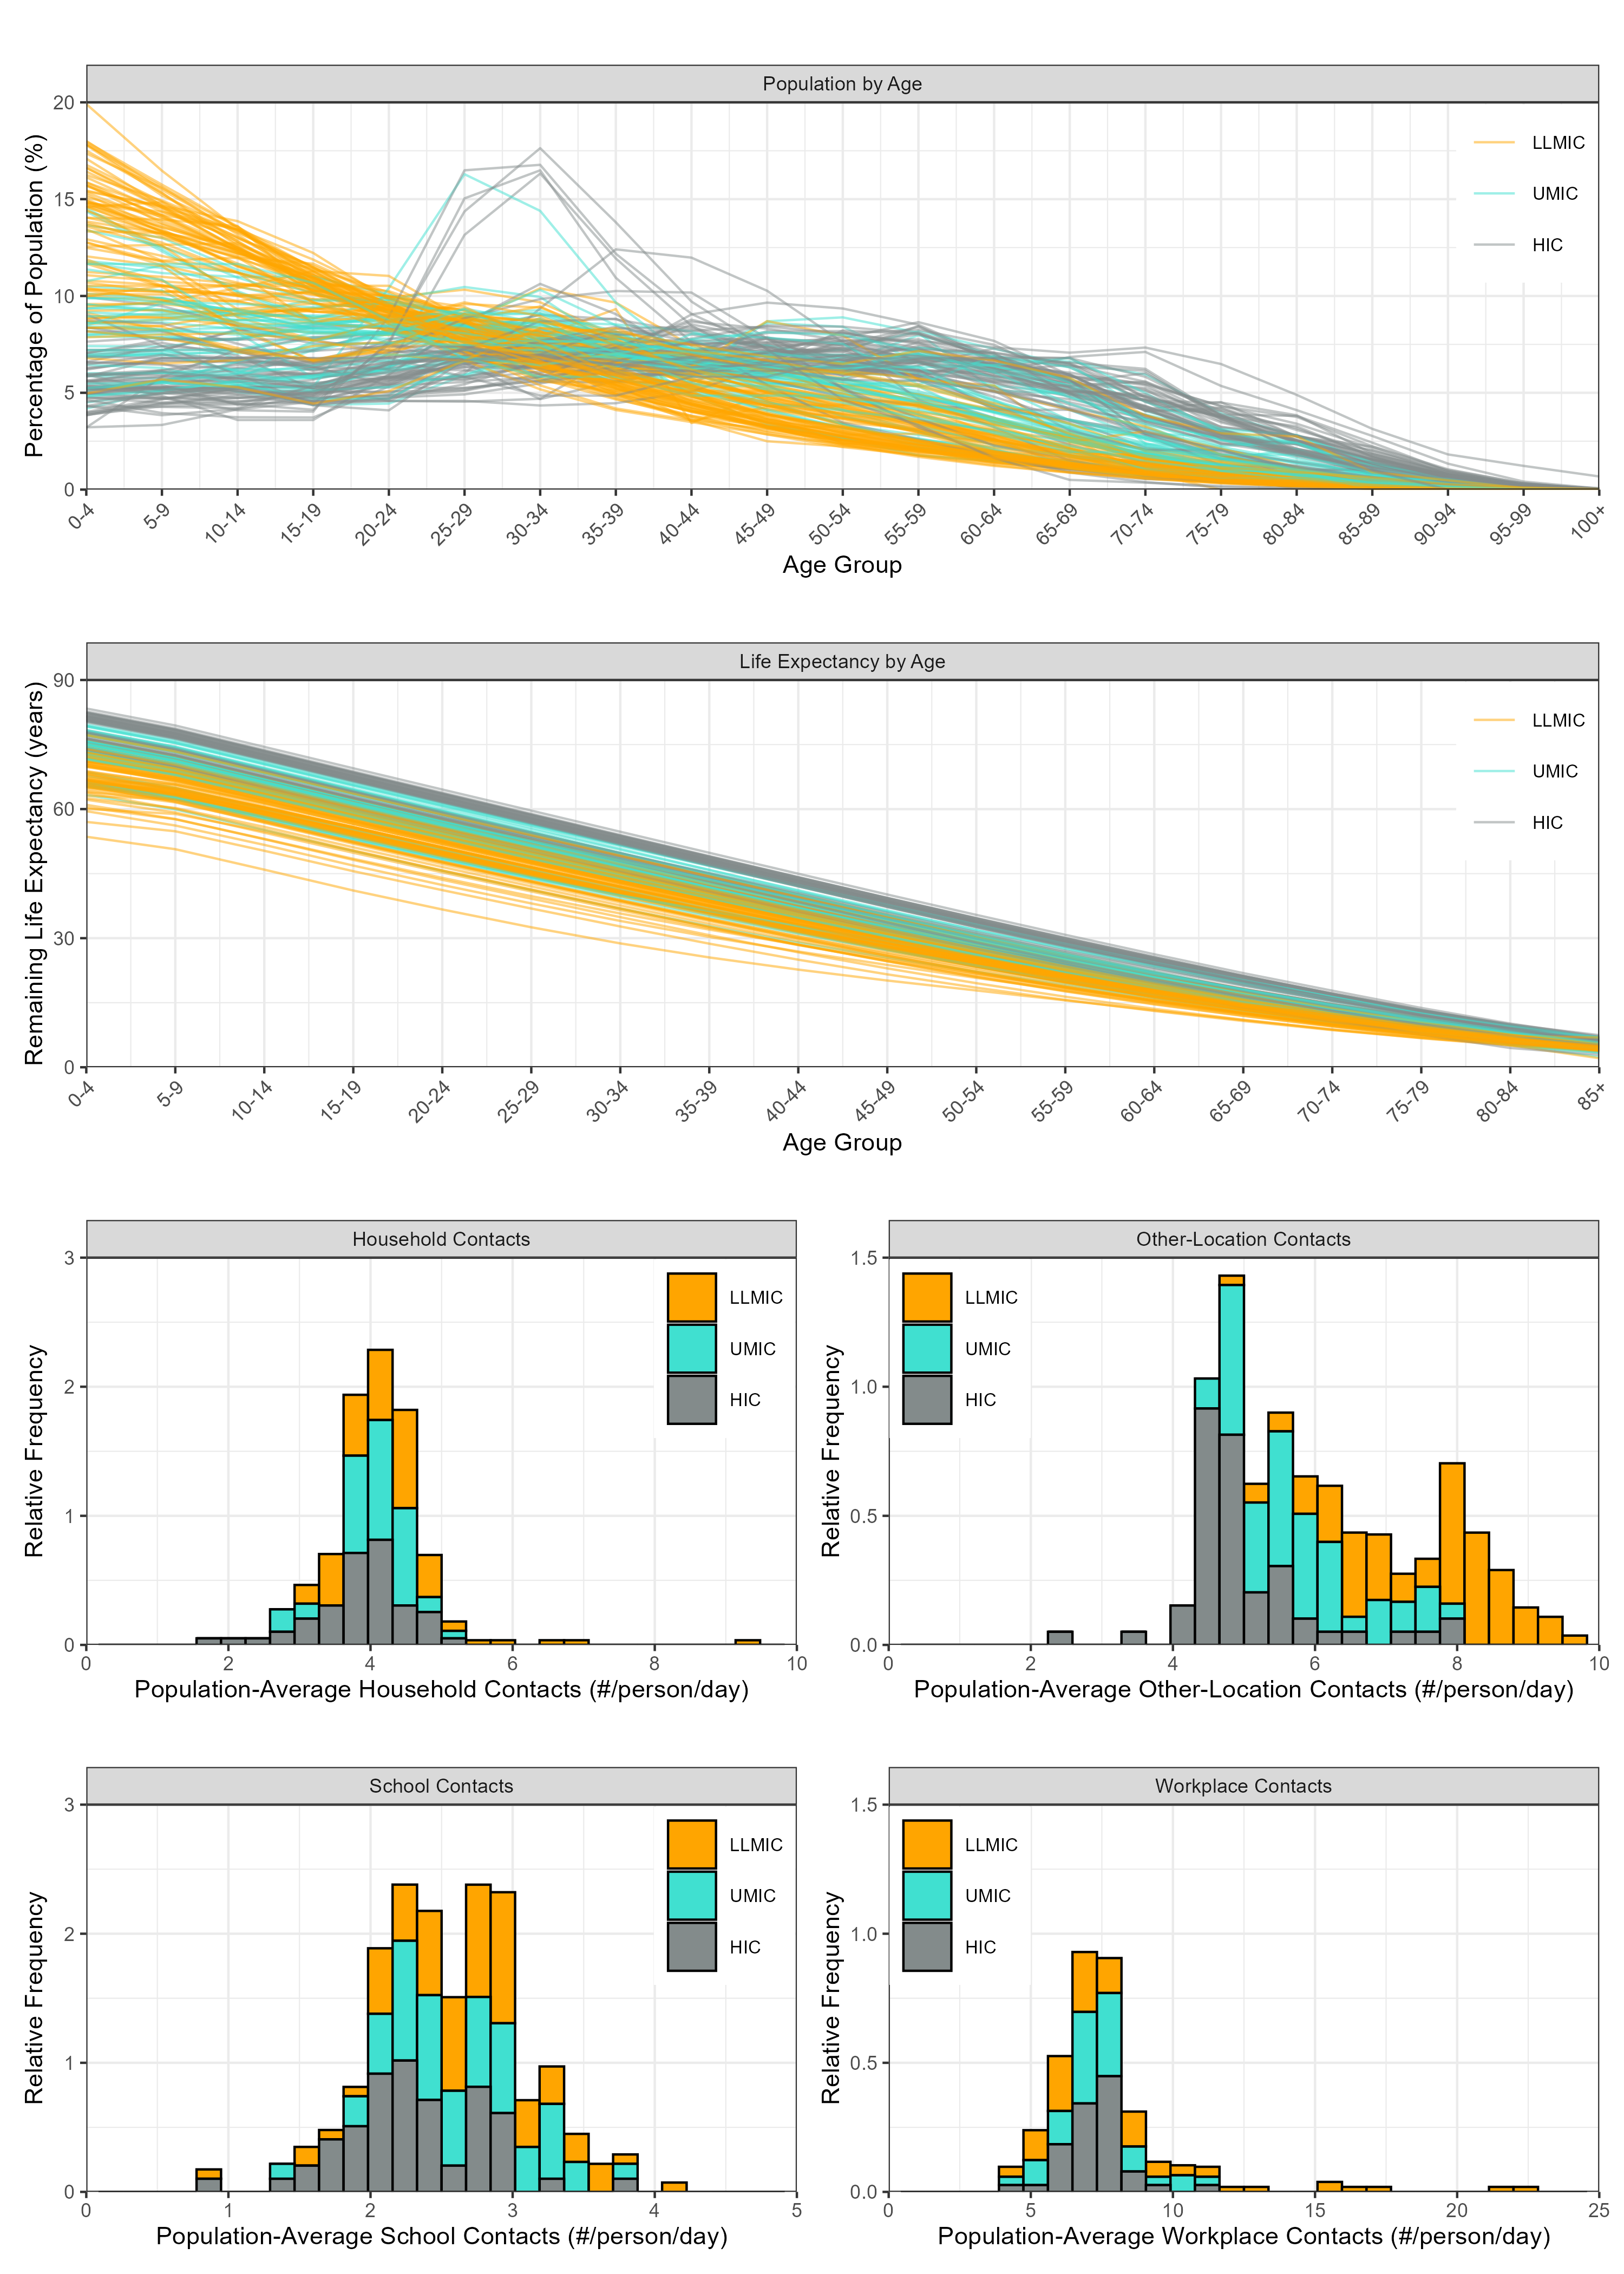 Population by Age
Percentage of Population (%)
20
15
10
5
0
LLMIC
UMIC
HIC
0-4
5-9
10-14
15-19
20-24
25-29
30-34
35-39
40-44
45-49
50-54
55-59
60-64
65-69
70-74
75-79
80-84
85-89
90-94
95-99
100+
Age Group
Life Expectancy by Age
Remaining Life Expectancy (years)
90
60
30
0
LLMIC
UMIC
HIC
0-4
5-9
10-14
15-19
20-24
25-29
30-34
35-39
40-44
45-49
50-54
55-59
60-64
65-69
70-74
75-79
80-84
85+
Age Group
Household Contacts
Relative Frequency
3
2
1
0
LLMIC
UMIC
HIC
0 2 4 6 8 10
Population-Average Household Contacts (#/person/day)
Other-Location Contacts
Relative Frequency
1.5
1.0
0.5
0.0
LLMIC
UMIC
HIC
0 2 4 6 8 10
Population-Average Other-Location Contacts (#/person/day)
School Contacts
Relative Frequency
3
2
1
0
LLMIC
UMIC
HIC
0 1 2 3 4 5
Population-Average School Contacts (#/person/day)
Workplace Contacts
Relative Frequency
1.5
1.0
0.5
0.0
LLMIC
UMIC
HIC
0 5 10 15 20 25
Population-Average Workplace Contacts (#/person/day)